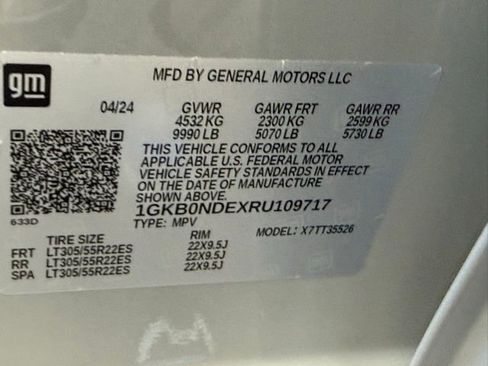 gm
MFD BY GENERAL MOTORS LLC
04/24 GVWR GAWR FRT GAWR RR
4532 KG 2300 KG 2599 KG
9990 LB 5070 LB 5730 LB
THIS VEHICLE CONFORMS TO ALL
APPLICABLE U.S. FEDERAL MOTOR
VEHICLE SAFETY STANDARDS IN
EFFECT ON THE DATE OF MANUFACTURE
SHOWN ABOVE.
1GKB0NDEXRU109717
633D
TYPE: MPV MODEL: X7TT35526
TIRE SIZE RIM
FRT LT305/55R22ES 22X9.5J
RR LT305/55R22ES 22X9.5J
SPA LT305/55R22ES 22X9.5J